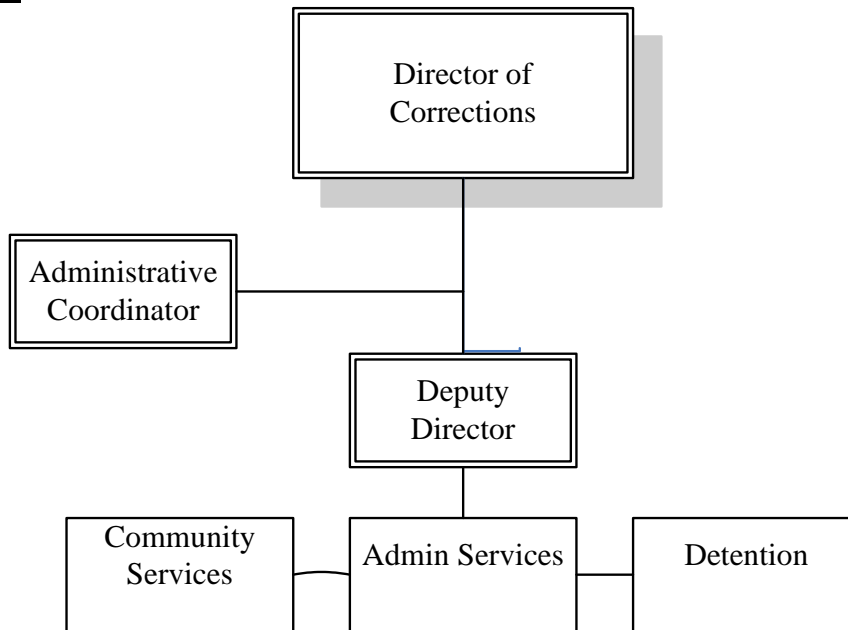 Director of
Corrections
Administrative
Coordinator
Deputy
Director
Community
Services
Admin Services
Detention